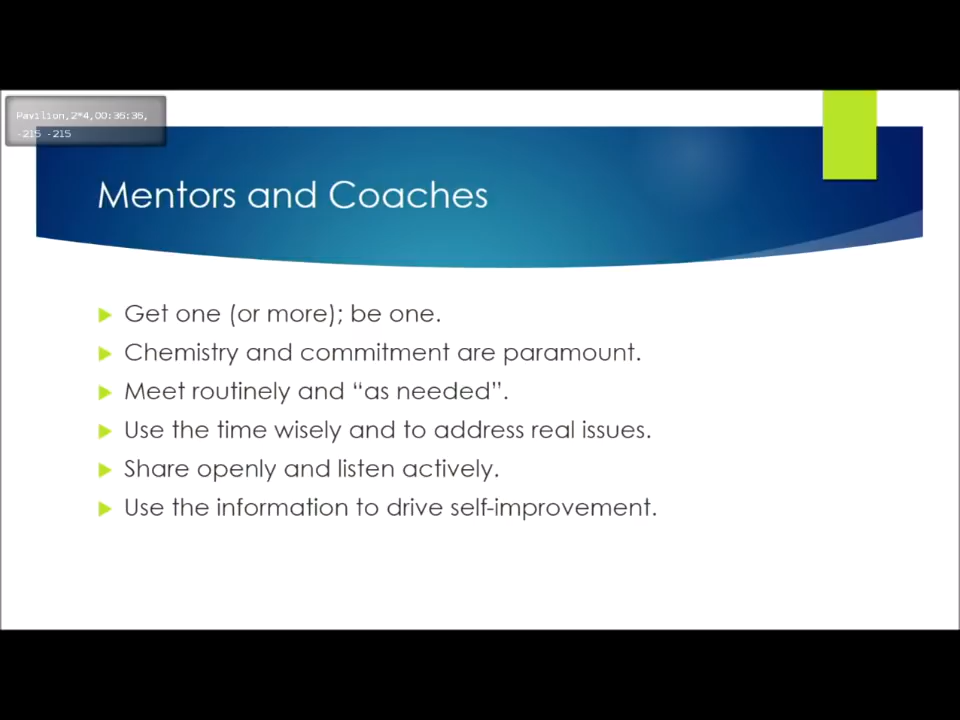 Pavilion,2*4,00:36:36,
-215 -215
Mentors and Coaches
Get one (or more); be one.
Chemistry and commitment are paramount.
Meet routinely and “as needed”.
Use the time wisely and to address real issues.
Share openly and listen actively.
Use the information to drive self-improvement.